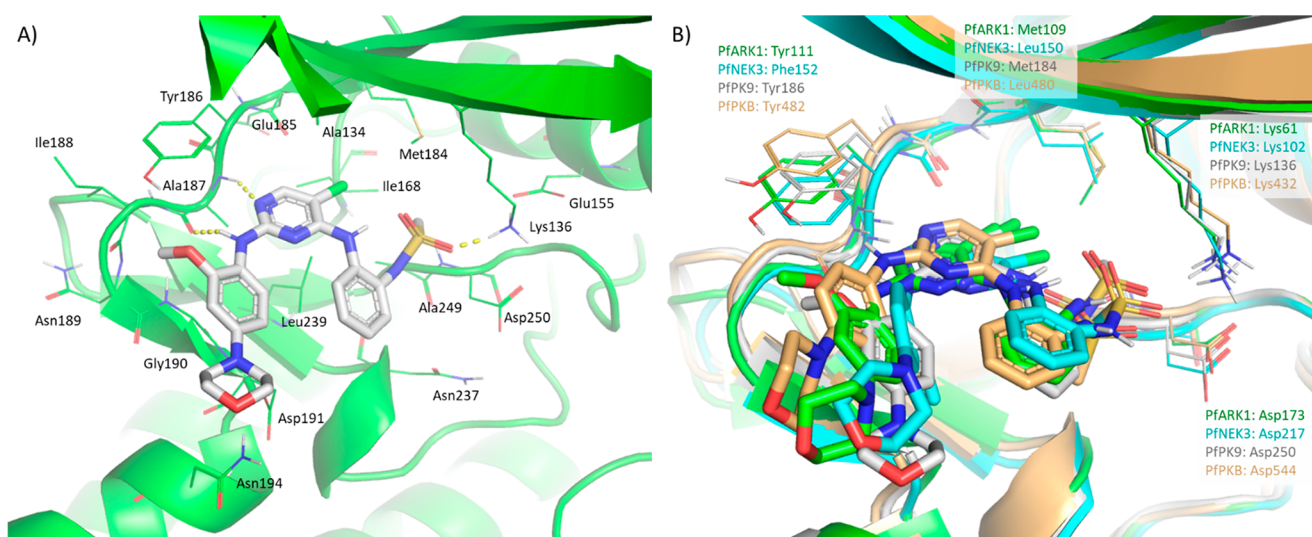 A)
Tyr186
Glu185
Ala134
Met184
Ile188
Ala187
Ile168
Glu155
Lys136
Asn189
Leu239
Ala249
Asp250
Gly190
Asn237
Asp191
Asn194
B)
PfARK1: Tyr111
PfNEK3: Phe152
PfPK9: Tyr186
PfPKB: Tyr482
PfARK1: Met109
PfNEK3: Leu150
PfPK9: Met184
PfPKB: Leu480
PfARK1: Lys61
PfNEK3: Lys102
PfPK9: Lys136
PfPKB: Lys432
PfARK1: Asp173
PfNEK3: Asp217
PfPK9: Asp250
PfPKB: Asp544